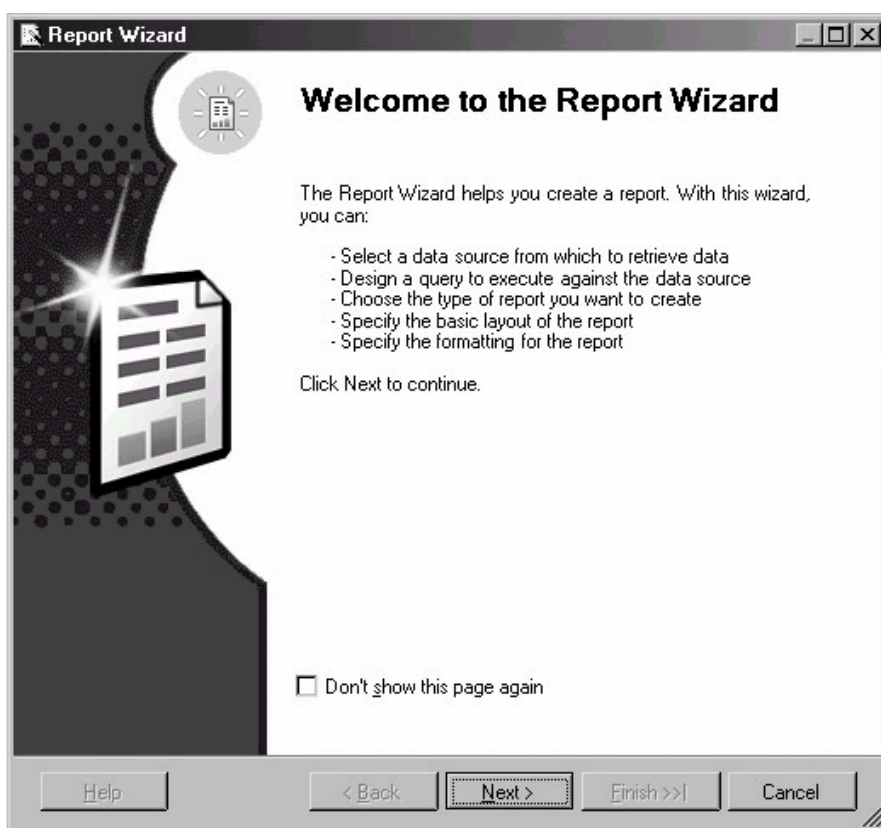 Report Wizard
Welcome to the Report Wizard
The Report Wizard helps you create a report. With this wizard,
you can:
- Select a data source from which to retrieve data
- Design a query to execute against the data source
- Choose the type of report you want to create
- Specify the basic layout of the report
- Specify the formatting for the report
Click Next to continue.
Don't show this page again
Help
< Back
Next >
Finish >>|
Cancel